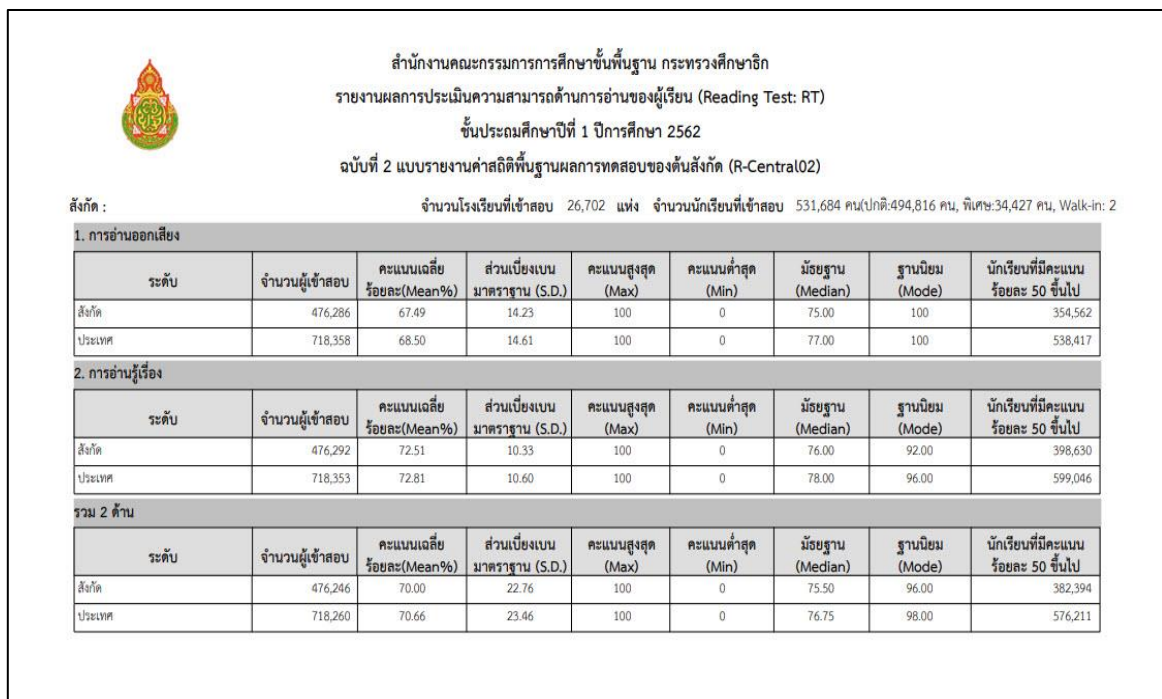 สำนักงานคณะกรรมการการศึกษาขั้นพื้นฐาน กระทรวงศึกษาธิก
รายงานผลการประเมินความสามารถด้านการอ่านของผู้เรียน (Reading Test: RT)
ชั้นประถมศึกษาปีที่ 1 ปีการศึกษา 2562
ฉบับที่ 2 แบบรายงานค่าสถิติพื้นฐานผลการทดสอบของต้นสังกัด (R-Central02)
สังกัด : จำนวนโรงเรียนที่เข้าสอบ 26,702 แห่ง จำนวนนักเรียนที่เข้าสอบ 531,684 คน(ปกติ:494,816 คน, พิเศษ:34,427 คน, Walk-in: 2
1. การอ่านออกเสียง
ระดับ จำนวนผู้เข้าสอบ คะแนนเฉลี่ย ร้อยละ(Mean%) ส่วนเบี่ยงเบน มาตราฐาน (S.D.) คะแนนสูงสุด (Max) คะแนนต่ำสุด (Min) มัธยฐาน (Median) ฐานนิยม (Mode) นักเรียนที่มีคะแนน ร้อยละ 50 ขึ้นไป
สังกัด 476,286 67.49 14.23 100 0 75.00 100 354,562
ประเทศ 718,358 68.50 14.61 100 0 77.00 100 538,417
2. การอ่านรู้เรื่อง
ระดับ จำนวนผู้เข้าสอบ คะแนนเฉลี่ย ร้อยละ(Mean%) ส่วนเบี่ยงเบน มาตราฐาน (S.D.) คะแนนสูงสุด (Max) คะแนนต่ำสุด (Min) มัธยฐาน (Median) ฐานนิยม (Mode) นักเรียนที่มีคะแนน ร้อยละ 50 ขึ้นไป
สังกัด 476,292 72.51 10.33 100 0 76.00 92.00 398,630
ประเทศ 718,353 72.81 10.60 100 0 78.00 96.00 599,046
รวม 2 ด้าน
ระดับ จำนวนผู้เข้าสอบ คะแนนเฉลี่ย ร้อยละ(Mean%) ส่วนเบี่ยงเบน มาตราฐาน (S.D.) คะแนนสูงสุด (Max) คะแนนต่ำสุด (Min) มัธยฐาน (Median) ฐานนิยม (Mode) นักเรียนที่มีคะแนน ร้อยละ 50 ขึ้นไป
สังกัด 476,246 70.00 22.76 100 0 75.50 96.00 382,394
ประเทศ 718,260 70.66 23.46 100 0 76.75 98.00 576,211